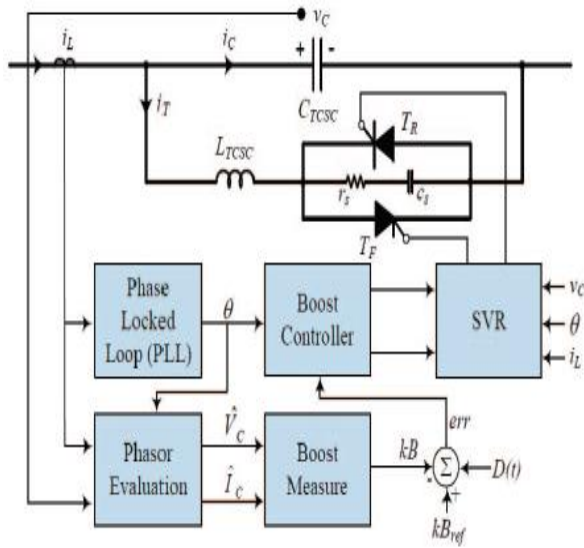 v_C
i_L
i_C
+ -
i_T
C_TCSC
L_TCSC
T_R
r_s
c_s
T_F
Phase
Locked
Loop (PLL)
θ
Boost
Controller
SVR
v_C
θ
i_L
Phasor
Evaluation
V̂_C
Î_C
Boost
Measure
err
kB
Σ
D(t)
-
+
kB_ref